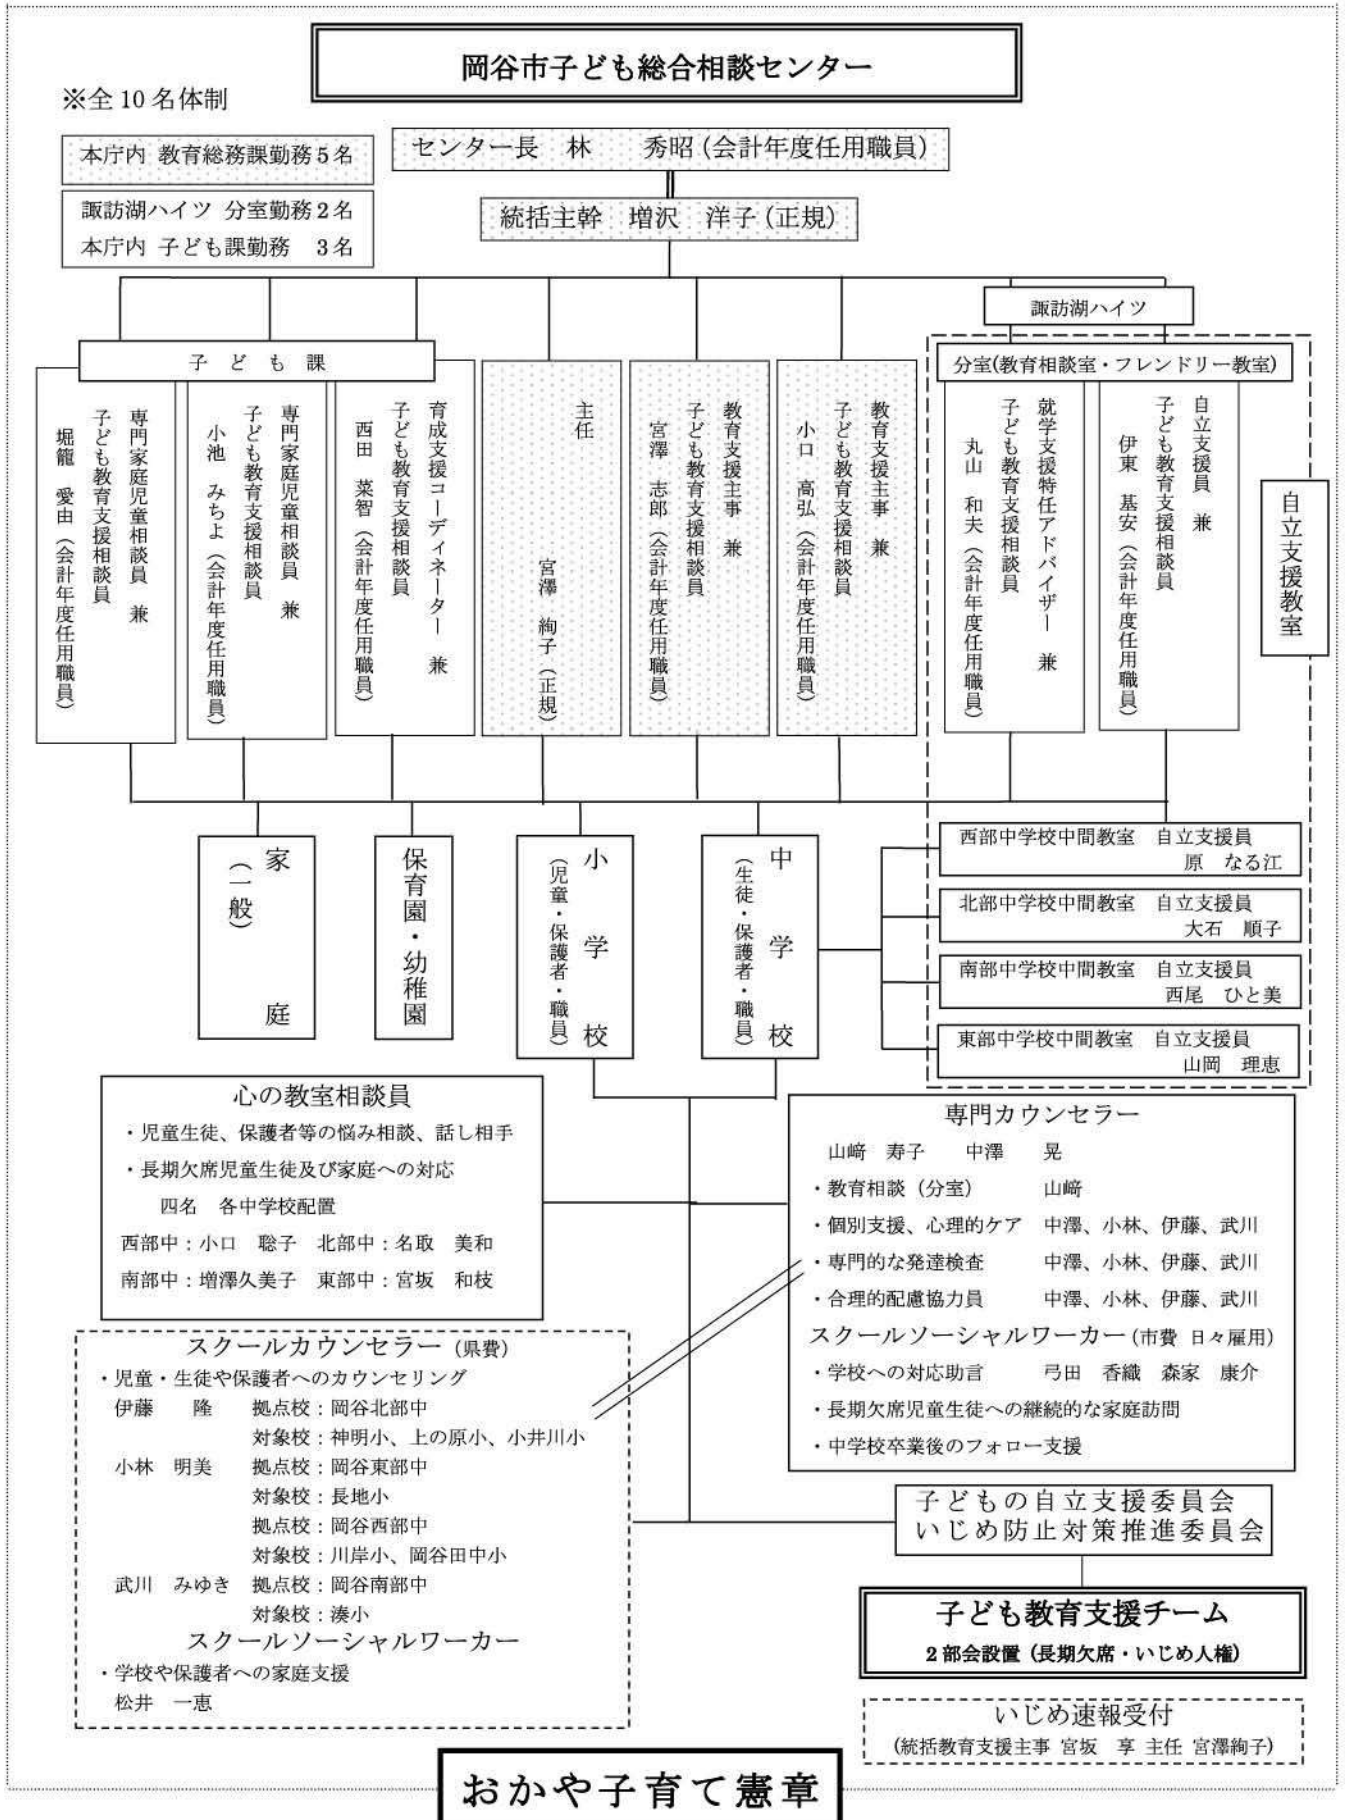 岡谷市子ども総合相談センター
※全10名体制
本庁内 教育総務課勤務5名
諏訪湖ハイツ 分室勤務2名
本庁内 子ども課勤務 3名
センター長 林 秀昭(会計年度任用職員)
統括主幹 増沢 洋子(正規)
諏訪湖ハイツ
子ども課
分室(教育相談室・フレンドリー教室)
専門家庭児童相談員 兼
子ども教育支援相談員
堀籠 愛由(会計年度任用職員)
専門家庭児童相談員 兼
子ども教育支援相談員
小池 みちよ(会計年度任用職員)
育成支援コーディネーター 兼
子ども教育支援相談員
西田 菜智(会計年度任用職員)
主任
宮澤 絢子(正規)
教育支援主事 兼
子ども教育支援相談員
宮澤 志郎(会計年度任用職員)
教育支援主事 兼
子ども教育支援相談員
小口 高弘(会計年度任用職員)
就学支援特任アドバイザー 兼
子ども教育支援相談員
丸山 和夫(会計年度任用職員)
自立支援員 兼
子ども教育支援相談員
伊東 基安(会計年度任用職員)
自立支援教室
家庭
(一般)
保育園・幼稚園
小学校
(児童・保護者・職員)
中学校
(生徒・保護者・職員)
西部中学校中間教室 自立支援員
原 なる江
北部中学校中間教室 自立支援員
大石 順子
南部中学校中間教室 自立支援員
西尾 ひと美
東部中学校中間教室 自立支援員
山岡 理恵
心の教室相談員
・児童生徒、保護者等の悩み相談、話し相手
・長期欠席児童生徒及び家庭への対応
四名 各中学校配置
西部中:小口 聡子 北部中:名取 美和
南部中:増澤久美子 東部中:宮坂 和枝
専門カウンセラー
山﨑 寿子 中澤 晃
・教育相談(分室) 山﨑
・個別支援、心理的ケア 中澤、小林、伊藤、武川
・専門的な発達検査 中澤、小林、伊藤、武川
・合理的配慮協力員 中澤、小林、伊藤、武川
スクールソーシャルワーカー(市費 日々雇用)
・学校への対応助言 弓田 香織 森家 康介
・長期欠席児童生徒への継続的な家庭訪問
・中学校卒業後のフォロー支援
スクールカウンセラー(県費)
・児童・生徒や保護者へのカウンセリング
伊藤 隆 拠点校:岡谷北部中
対象校:神明小、上の原小、小井川小
小林 明美 拠点校:岡谷東部中
対象校:長地小
拠点校:岡谷西部中
対象校:川岸小、岡谷田中小
武川 みゆき 拠点校:岡谷南部中
対象校:湊小
スクールソーシャルワーカー
・学校や保護者への家庭支援
松井 一恵
子どもの自立支援委員会
いじめ防止対策推進委員会
子ども教育支援チーム
2部会設置(長期欠席・いじめ人権)
いじめ速報受付
(統括教育支援主事 宮坂 享 主任 宮澤絢子)
おかや子育て憲章